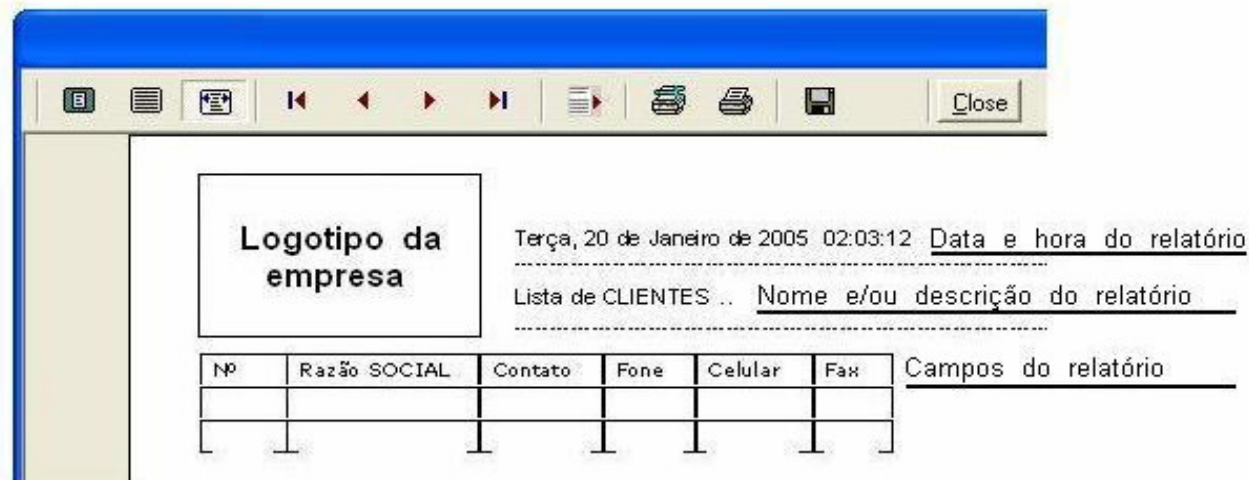 Close
Logotipo da
empresa
Terça, 20 de Janeiro de 2005 02:03:12 Data e hora do relatório
Lista de CLIENTES .. Nome e/ou descrição do relatório
Nº Razão SOCIAL Contato Fone Celular Fax Campos do relatório